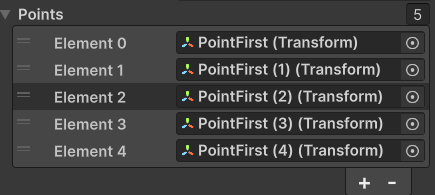 Points 5
Element 0 PointFirst (Transform)
Element 1 PointFirst (1) (Transform)
Element 2 PointFirst (2) (Transform)
Element 3 PointFirst (3) (Transform)
Element 4 PointFirst (4) (Transform)
+ -